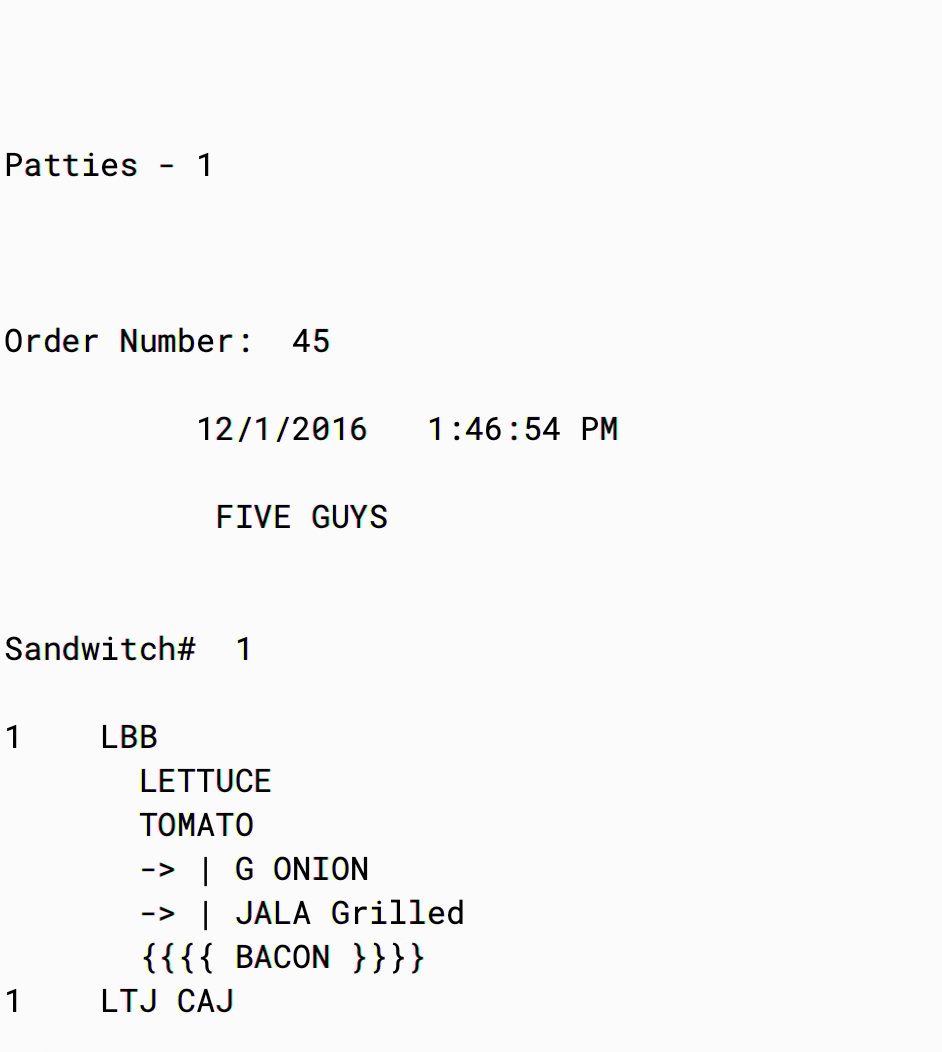 Patties - 1
Order Number:  45
12/1/2016   1:46:54 PM
FIVE GUYS
Sandwitch#  1
1    LBB
LETTUCE
TOMATO
-> | G ONION
-> | JALA Grilled
{{{{ BACON }}}}
1    LTJ CAJ